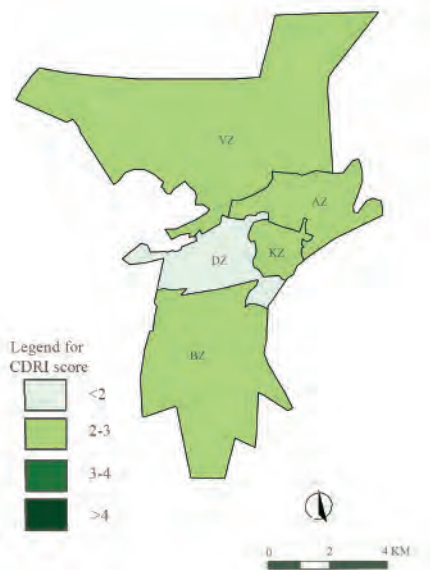 VZ
AZ
KZ
DZ
BZ
Legend for
CDRI score
<2
2-3
3-4
>4
0 2 4 KM